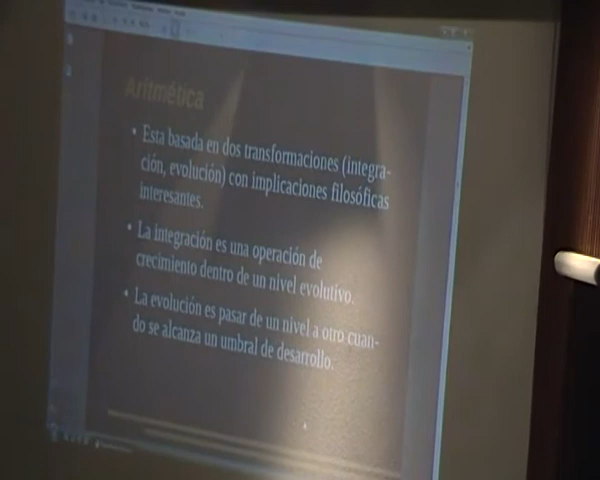 Aritmética
• Esta basada en dos transformaciones (integra-
ción, evolución) con implicaciones filosóficas
interesantes.
• La integración es una operación de
crecimiento dentro de un nivel evolutivo.
• La evolución es pasar de un nivel a otro cuan-
do se alcanza un umbral de desarrollo.